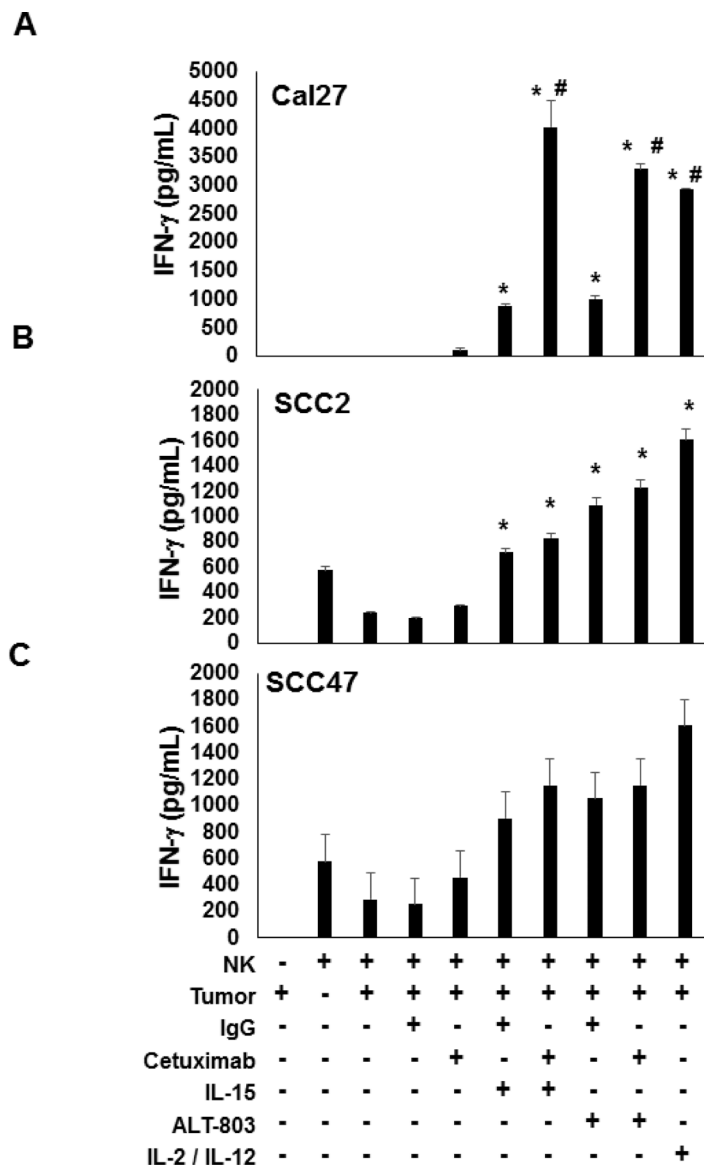 A
Cal27
IFN-γ (pg/mL)
5000
4500
4000
3500
3000
2500
2000
1500
1000
500
0
* #
* #
* #
*
*
B
SCC2
IFN-γ (pg/mL)
2000
1800
1600
1400
1200
1000
800
600
400
200
0
*
*
*
*
*
C
SCC47
IFN-γ (pg/mL)
2000
1800
1600
1400
1200
1000
800
600
400
200
0
NK - + + + + + + + + +
Tumor + - + + + + + + + +
IgG - - - + - + - + - -
Cetuximab - - - - + - + - + -
IL-15 - - - - - + + - - -
ALT-803 - - - - - - - + + -
IL-2 / IL-12 - - - - - - - - - +